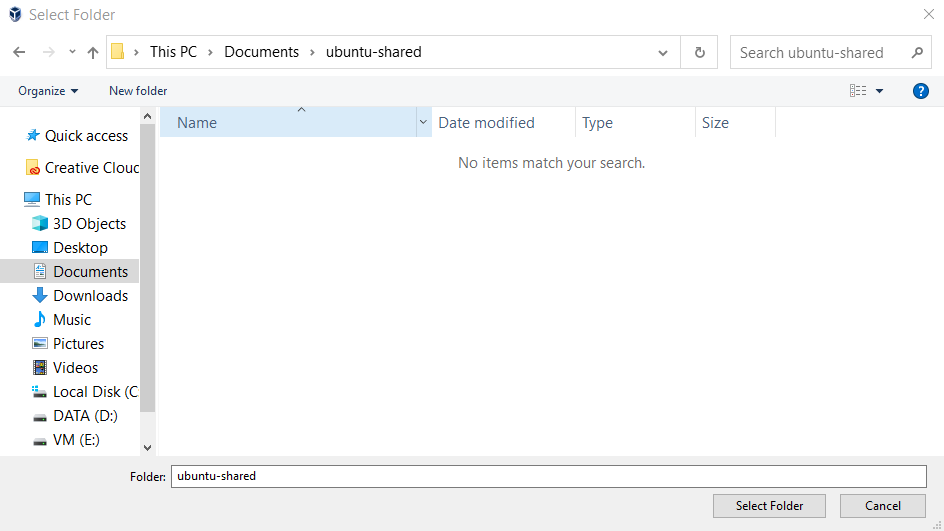 Select Folder
This PC > Documents > ubuntu-shared
Search ubuntu-shared
Organize
New folder
?
Name
Date modified
Type
Size
No items match your search.
Quick access
Creative Cloud
This PC
3D Objects
Desktop
Documents
Downloads
Music
Pictures
Videos
Local Disk (C
DATA (D:)
VM (E:)
Folder: ubuntu-shared
Select Folder
Cancel